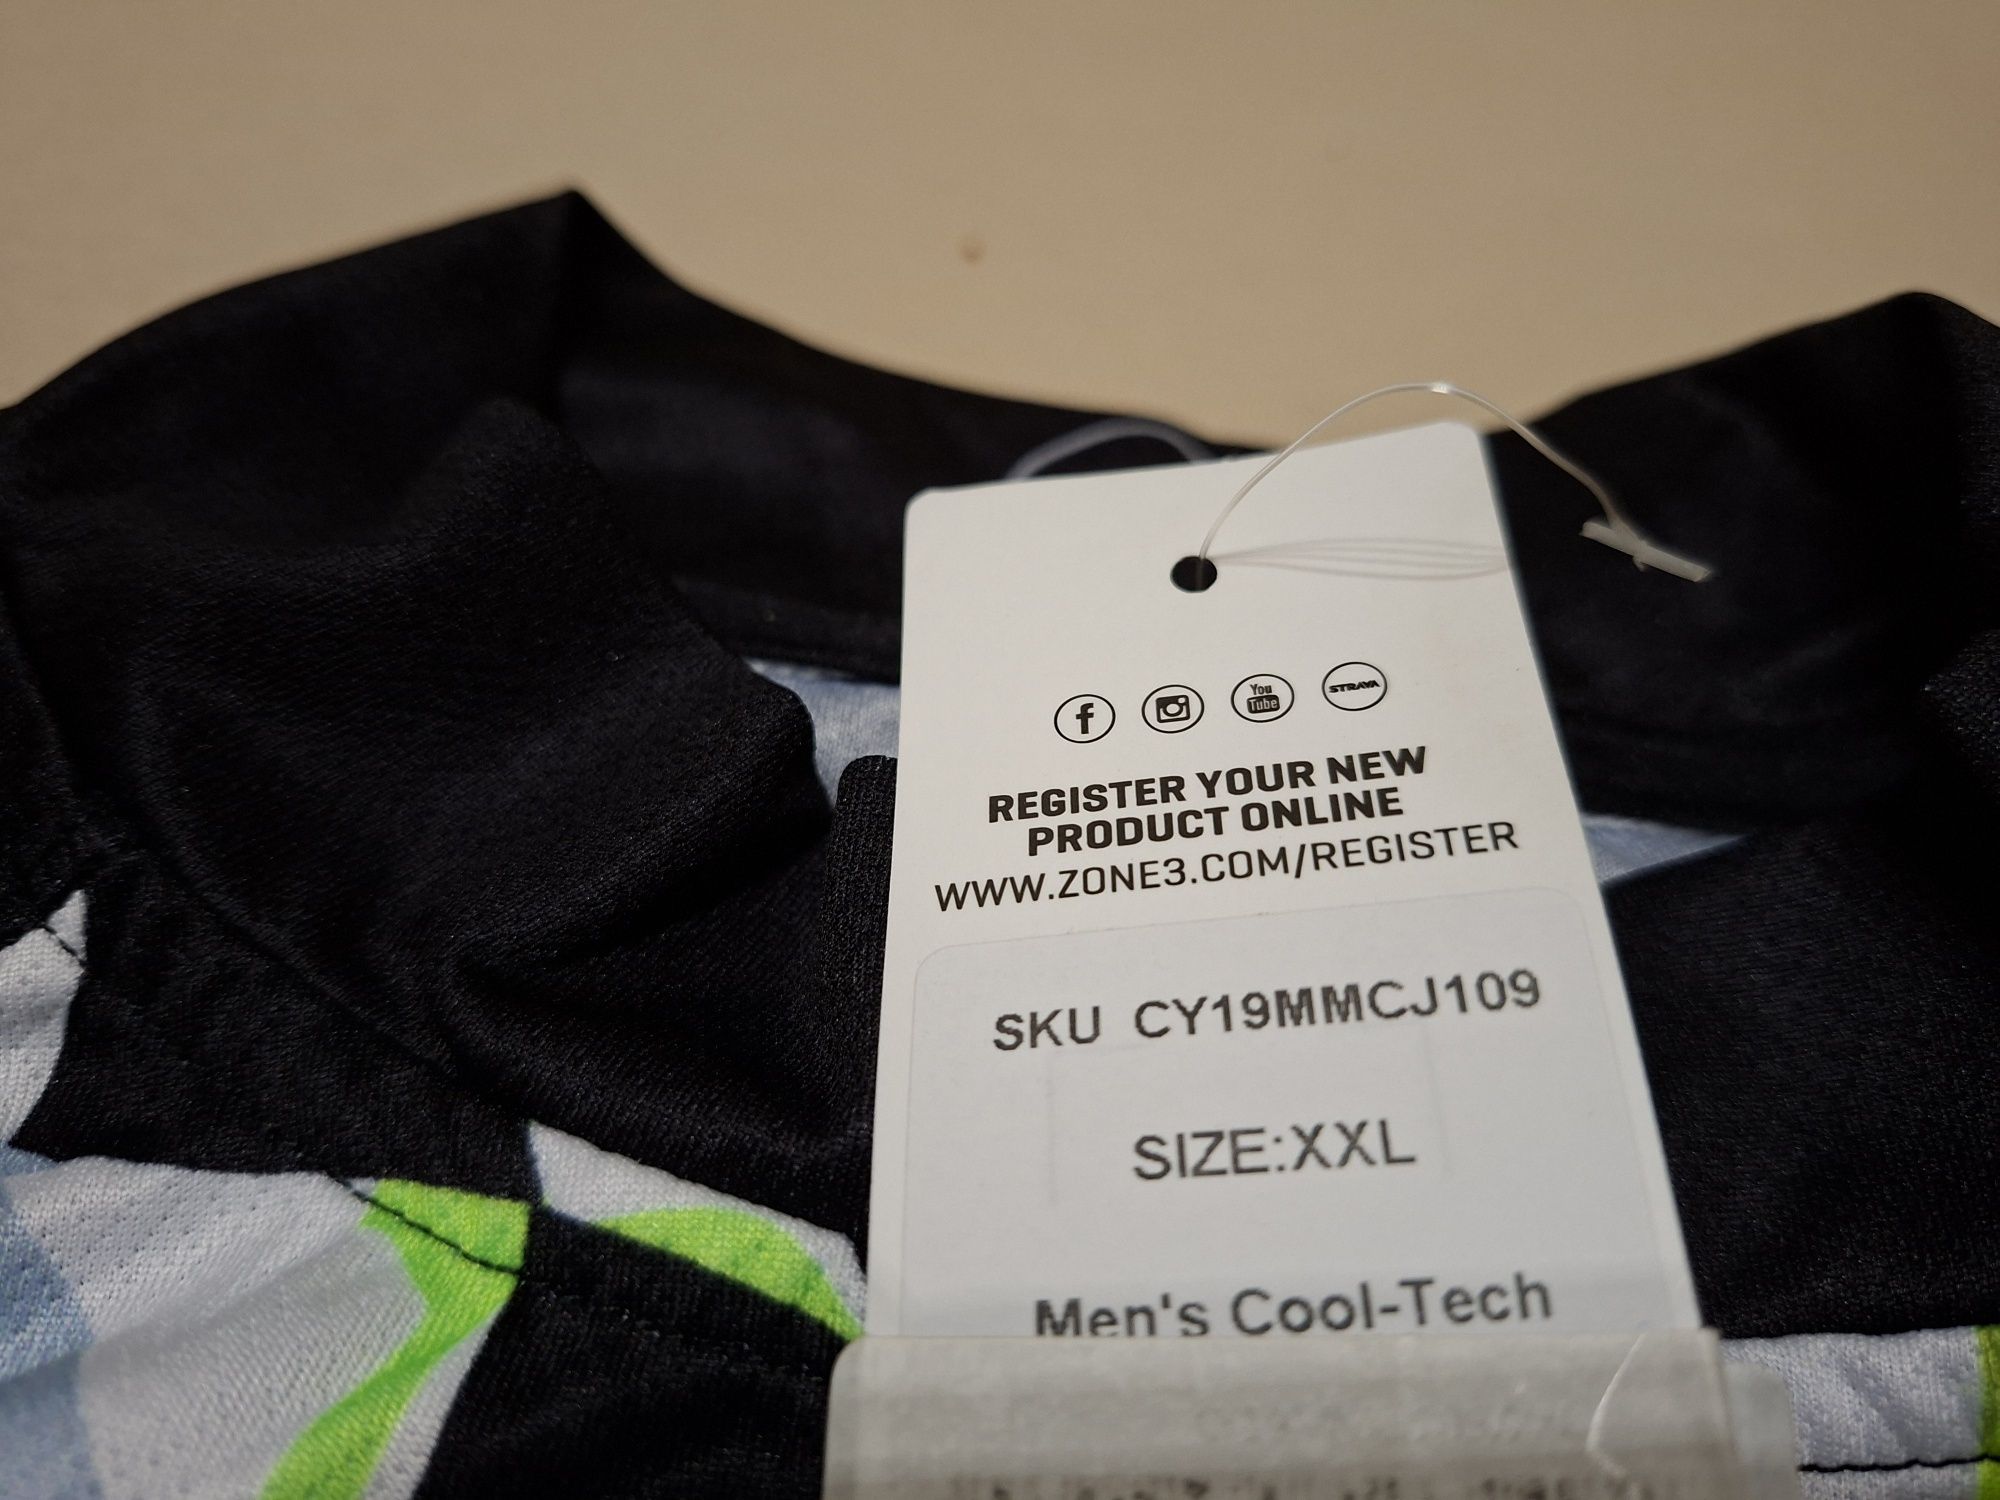 f
You Tube
STRAVA
REGISTER YOUR NEW
PRODUCT ONLINE
WWW.ZONE3.COM/REGISTER
SKU CY19MMCJ109
SIZE:XXL
Men's Cool-Tech